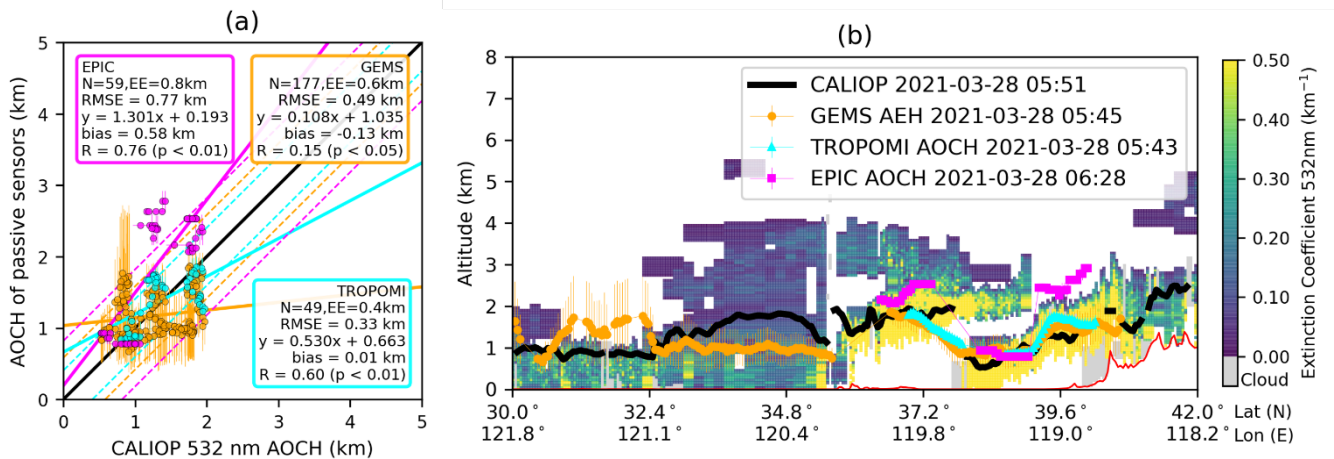 (a)
5
4
3
2
1
0
AOCH of passive sensors (km)
EPIC
N=59,EE=0.8km
RMSE = 0.77 km
y = 1.301x + 0.193
bias = 0.58 km
R = 0.76 (p < 0.01)
GEMS
N=177,EE=0.6km
RMSE = 0.49 km
y = 0.108x + 1.035
bias = -0.13 km
R = 0.15 (p < 0.05)
TROPOMI
N=49,EE=0.4km
RMSE = 0.33 km
y = 0.530x + 0.663
bias = 0.01 km
R = 0.60 (p < 0.01)
0 1 2 3 4 5
CALIOP 532 nm AOCH (km)
(b)
8
7
6
5
4
3
2
1
0
Altitude (km)
CALIOP 2021-03-28 05:51
GEMS AEH 2021-03-28 05:45
TROPOMI AOCH 2021-03-28 05:43
EPIC AOCH 2021-03-28 06:28
30.0° 32.4° 34.8° 37.2° 39.6° 42.0° Lat (N)
121.8° 121.1° 120.4° 119.8° 119.0° 118.2° Lon (E)
0.50
0.40
0.30
0.20
0.10
0.00
Cloud
Extinction Coefficient 532nm (km⁻¹)